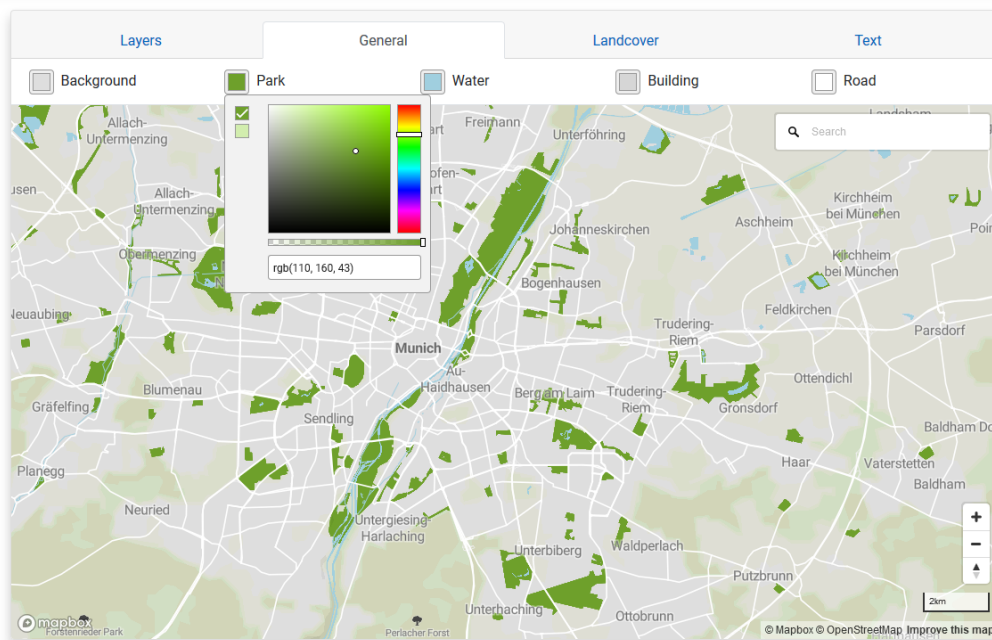 Layers
General
Landcover
Text
Background
Park
Water
Building
Road
Search
rgb(110, 160, 43)
Allach-
Untermenzing
Freimann
Unterföhring
Allach-
Untermenzing
Kirchheim
bei München
Aschheim
Johanneskirchen
Obermenzing
Kirchheim
bei München
Bogenhausen
Feldkirchen
Trudering-
Riem
Parsdorf
Munich
Au-
Haidhausen
Ottendichl
Blumenau
Berg am Laim
Trudering-
Riem
Gräfelfing
Gronsdorf
Sendling
Haar
Vaterstetten
Planegg
Baldham
Neuried
Untergiesing-
Harlaching
Unterbiberg
Waldperlach
Putzbrunn
2km
Unterhaching
Ottobrunn
mapbox
Forstenrieder Park
Perlacher Forst
© Mapbox © OpenStreetMap Improve this map